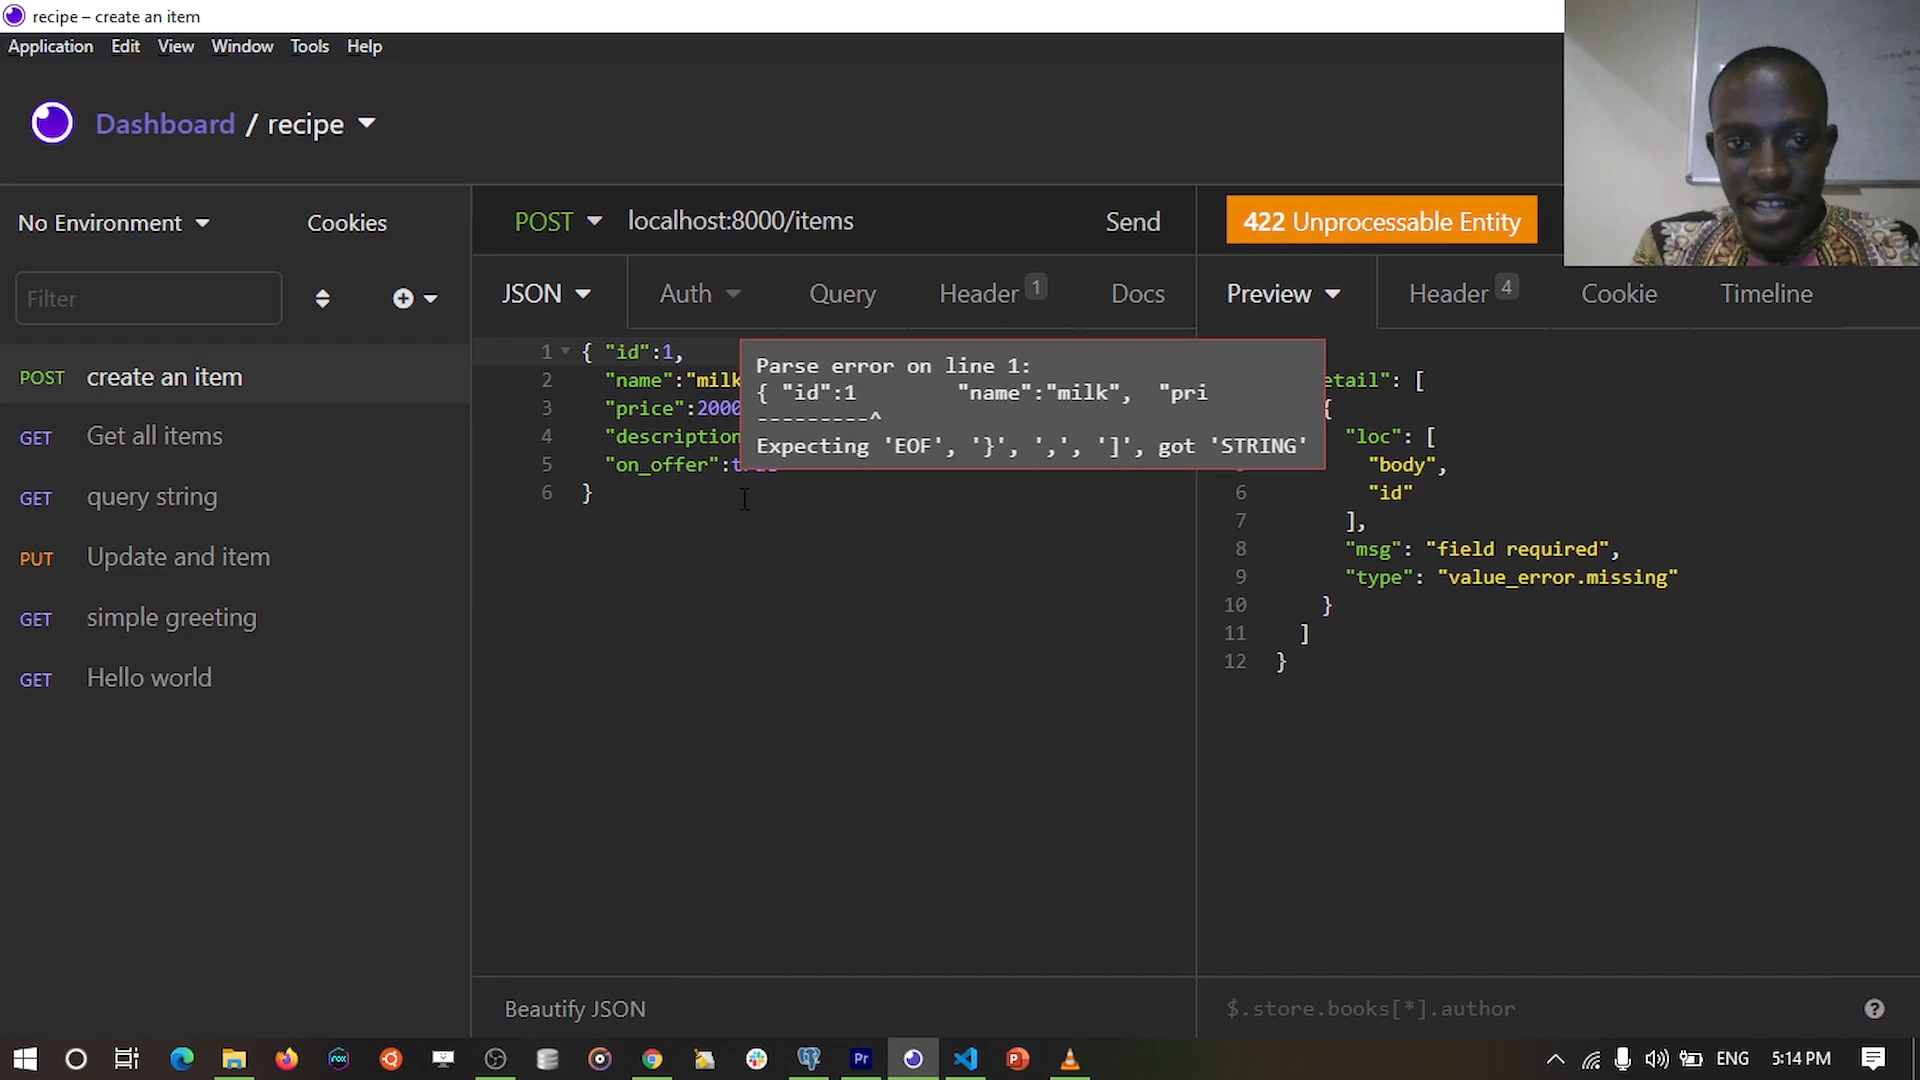 recipe – create an item
Application Edit View Window Tools Help
Dashboard / recipe
No Environment Cookies
POST localhost:8000/items Send
422 Unprocessable Entity
Filter
JSON Auth Query Header 1 Docs
Preview Header 4 Cookie Timeline
POST create an item
GET Get all items
GET query string
PUT Update and item
GET simple greeting
GET Hello world
1 { "id":1,
2 "name":"milk
3 "price":2000
4 "description
5 "on_offer":true
6 }
Parse error on line 1:
{ "id":1 "name":"milk", "pri
---------^
Expecting 'EOF', '}', ',', ']', got 'STRING'
etail": [
{
"loc": [
"body",
6 "id"
7 ],
8 "msg": "field required",
9 "type": "value_error.missing"
10 }
11 ]
12 }
Beautify JSON
$.store.books[*].author
Pr
ENG 5:14 PM